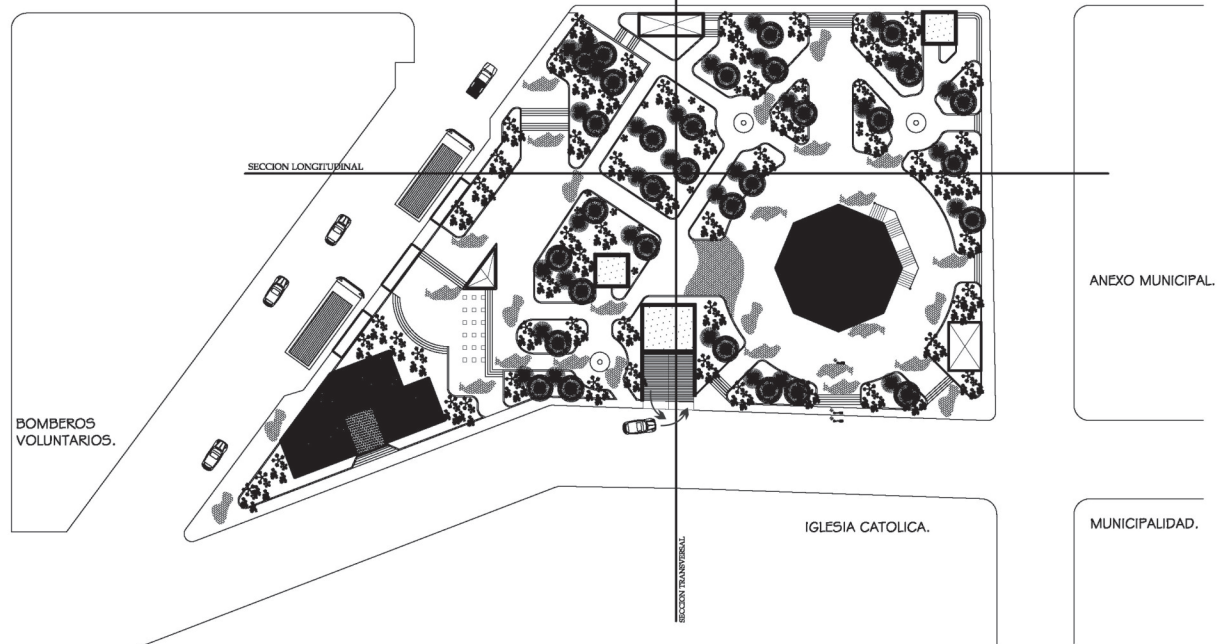 SECCION LONGITUDINAL
ANEXO MUNICIPAL.
BOMBEROS
VOLUNTARIOS.
IGLESIA CATOLICA.
MUNICIPALIDAD.
SECCION TRANSVERSAL